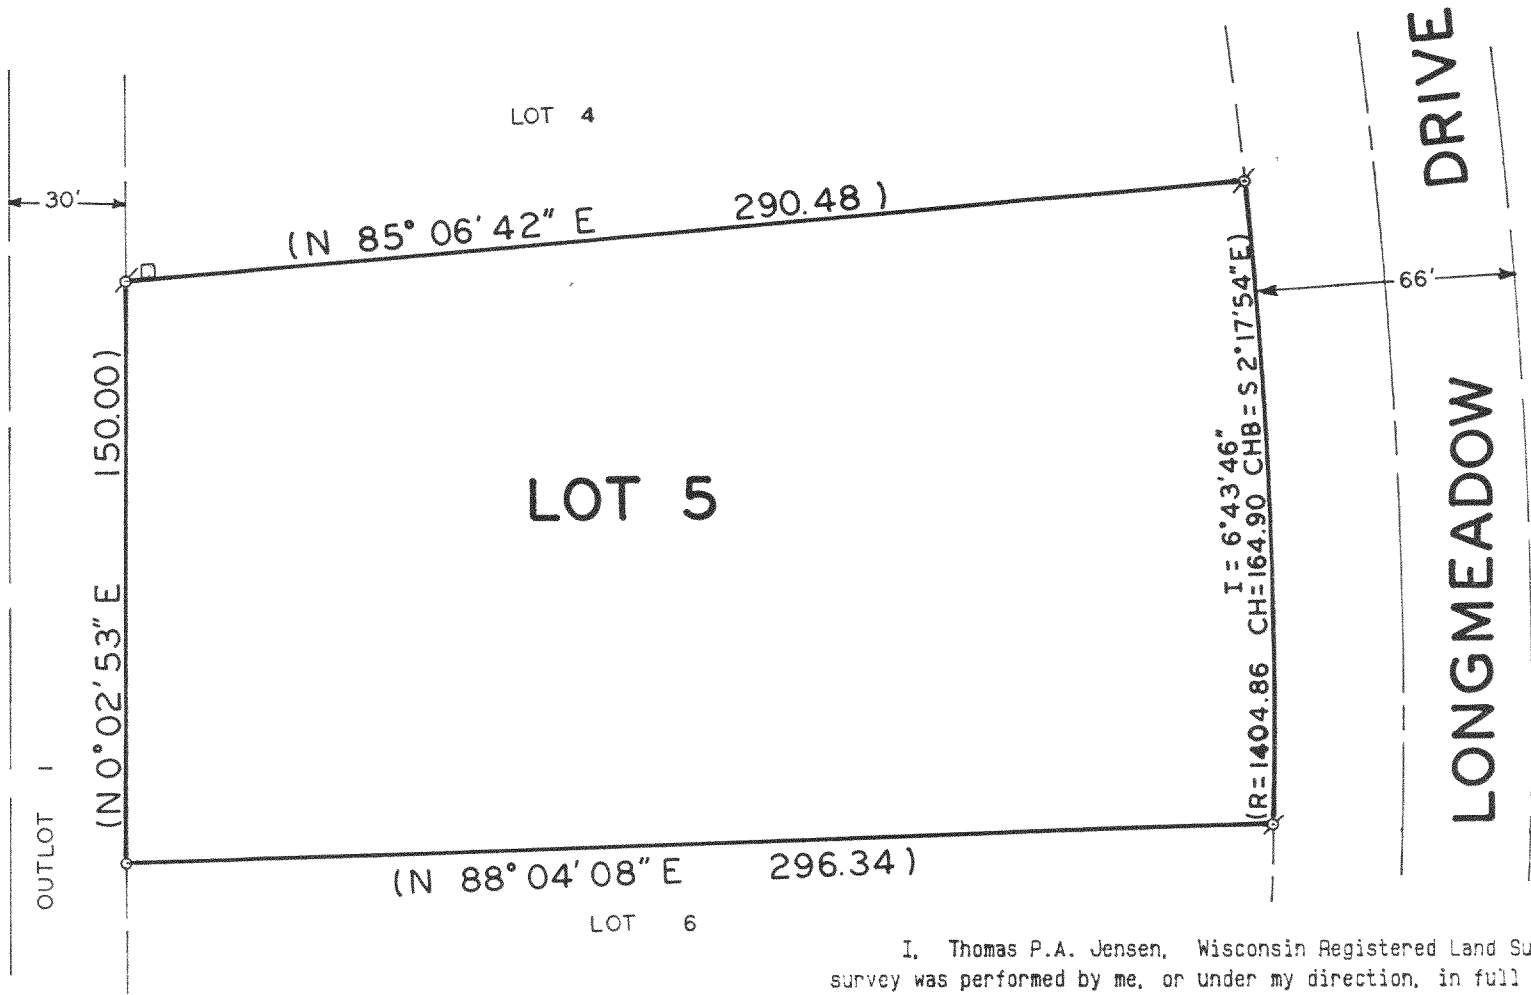 LOT 4
30'
(N 85° 06' 42" E 290.48 )
DRIVE
66'
(N 0° 02' 53" E 150.00)
LOT 5
I = 6°43'46"
(R=1404.86 CH=164.90 CHB= S 2°17'54"E)
LONGMEADOW
OUTLOT 1
(N 88° 04' 08" E 296.34 )
LOT 6
I, Thomas P.A. Jensen, Wisconsin Registered Land Su
survey was performed by me, or under my direction, in full